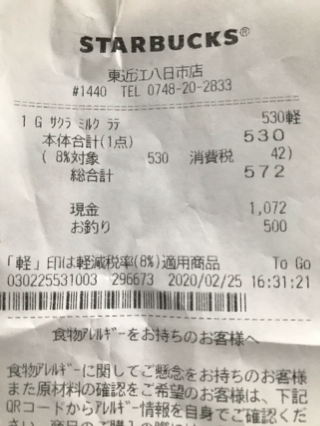 STARBUCKS®
東近江八日市店
#1440 TEL 0748-20-2833
1 G サクラ ミルク ラテ 530軽
本体合計(1点) 530
( 8%対象 530 消費税 42)
総合計 572
現金 1,072
お釣り 500
「軽」印は軽減税率(8%)適用商品 To Go
030225531003 296673 2020/02/25 16:31:21
食物アレルギーをお持ちのお客様へ
食物アレルギーに関してご懸念をお持ちのお客様
また原材料の確認をご希望のお客様は、下記
QRコードからアレルギー情報を自身でご確認くだ